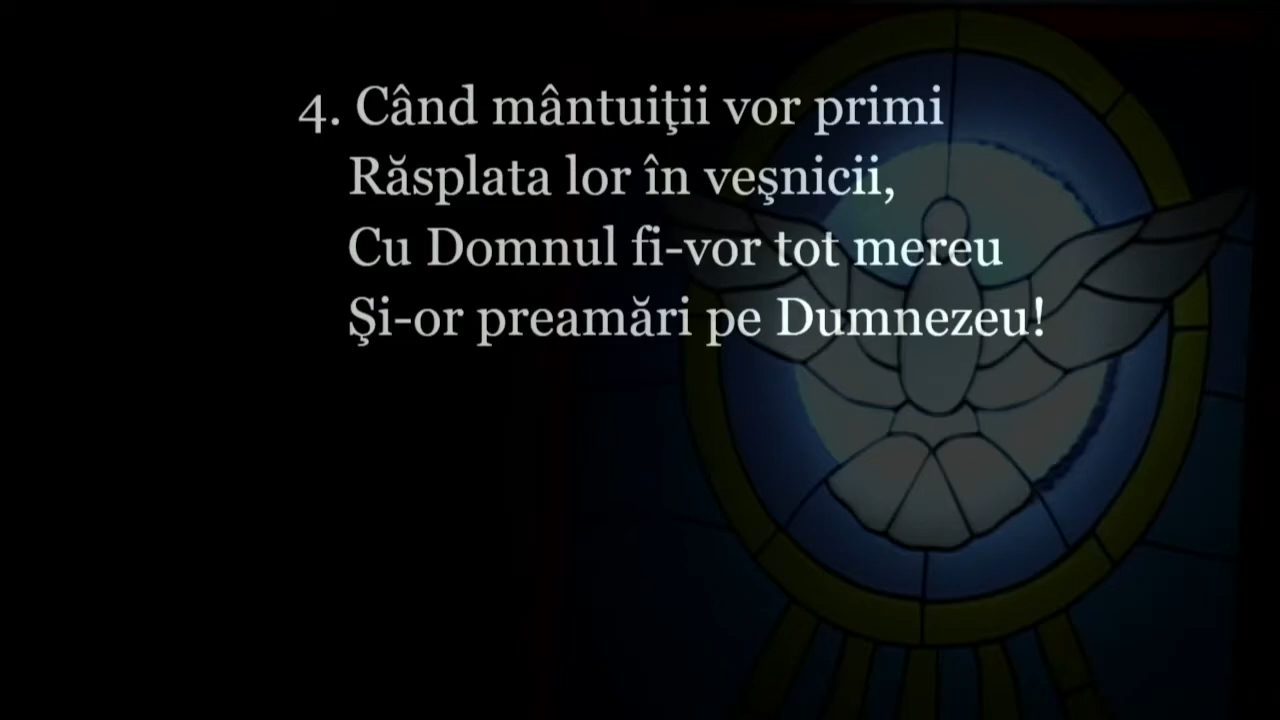 4. Când mântuiţii vor primi
Răsplata lor în veşnicii,
Cu Domnul fi-vor tot mereu
Şi-or preamări pe Dumnezeu!